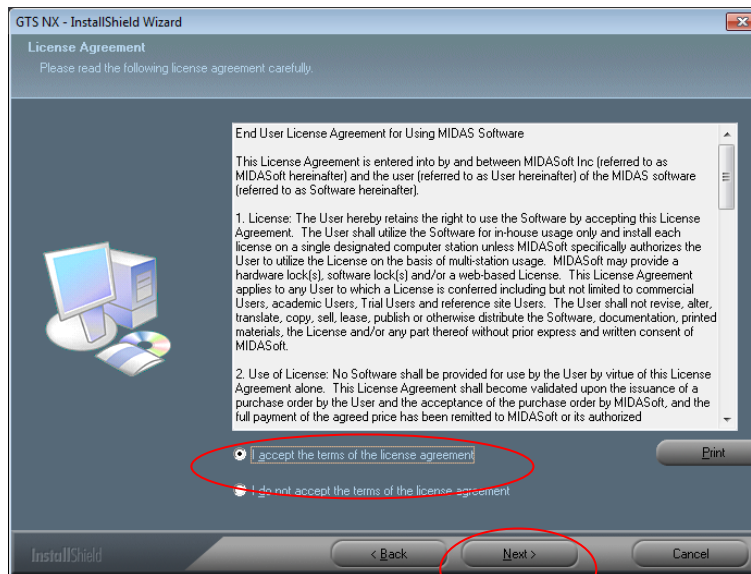 GTS NX - InstallShield Wizard
License Agreement
Please read the following license agreement carefully.
End User License Agreement for Using MIDAS Software
This License Agreement is entered into by and between MIDASoft Inc (referred to as
MIDASoft hereinafter) and the user (referred to as User hereinafter) of the MIDAS software
(referred to as Software hereinafter).
1. License: The User hereby retains the right to use the Software by accepting this License
Agreement. The User shall utilize the Software for in-house usage only and install each
license on a single designated computer station unless MIDASoft specifically authorizes the
User to utilize the License on the basis of multi-station usage. MIDASoft may provide a
hardware lock(s), software lock(s) and/or a web-based License. This License Agreement
applies to any User to which a License is conferred including but not limited to commercial
Users, academic Users, Trial Users and reference site Users. The User shall not revise, alter,
translate, copy, sell, lease, publish or otherwise distribute the Software, documentation, printed
materials, the License and/or any part thereof without prior express and written consent of
MIDASoft.
2. Use of License: No Software shall be provided for use by the User by virtue of this License
Agreement alone. This License Agreement shall become validated upon the issuance of a
purchase order by the User and the acceptance of the purchase order by MIDASoft, and the
full payment of the agreed price has been remitted to MIDASoft or its authorized
I accept the terms of the license agreement
Print
I do not accept the terms of the license agreement
InstallShield
< Back
Next >
Cancel